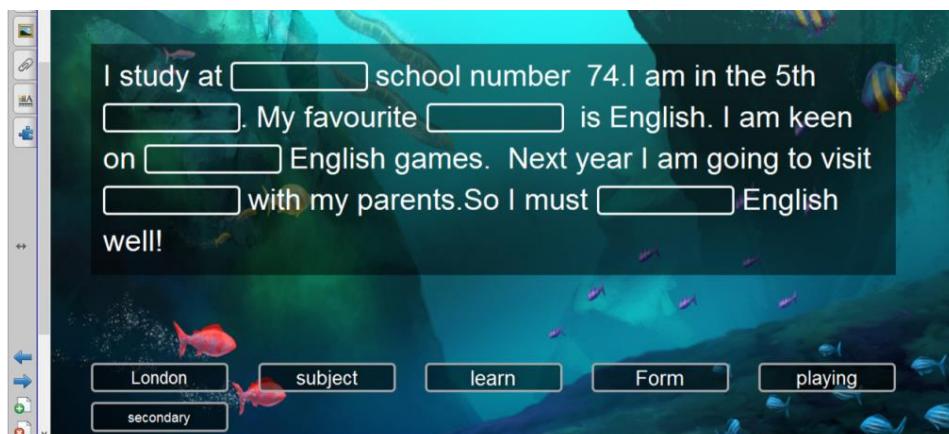 I study at school number 74.I am in the 5th
. My favourite is English. I am keen
on English games. Next year I am going to visit
with my parents.So I must English
well!
London subject learn Form playing
secondary